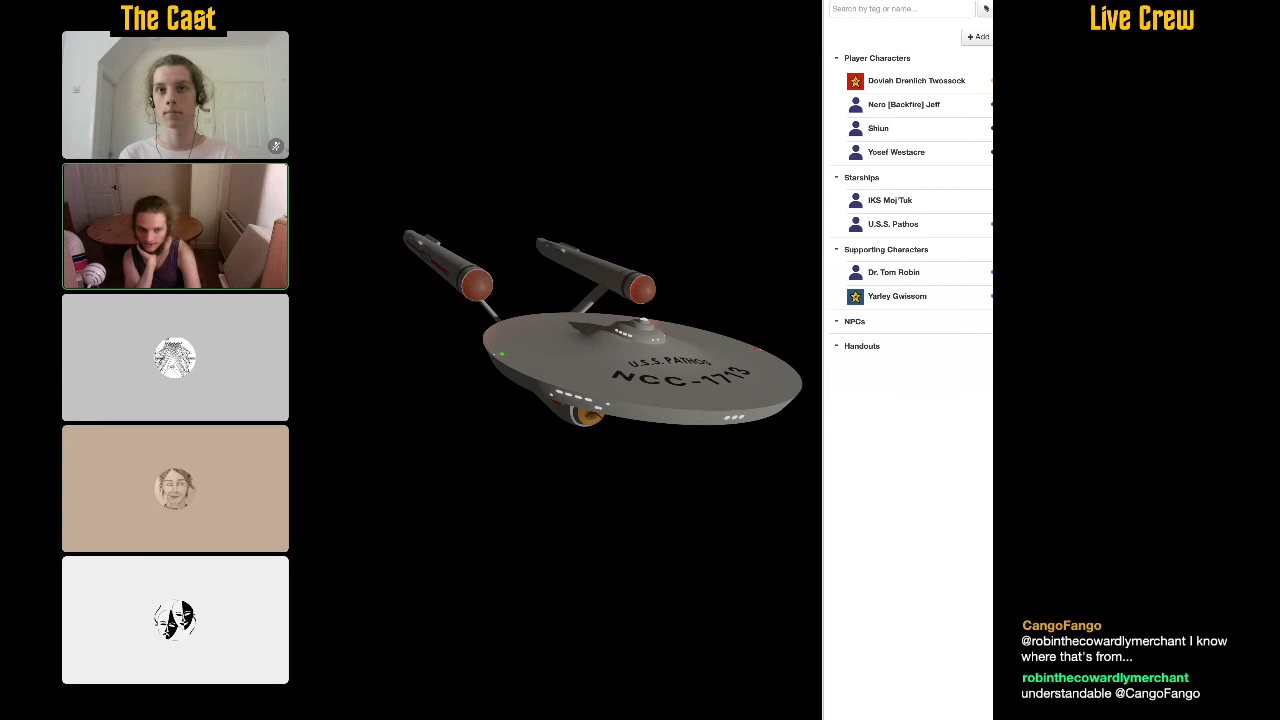 The Cast
Live Crew
Search by tag or name...
+ Add
- Player Characters
Doviah Drenlich Twossock
Nero [Backfire] Jeff
Shiun
Yosef Westacre
- Starships
IKS Moj'Tuk
U.S.S. Pathos
- Supporting Characters
Dr. Tom Robin
Yarley Gwissom
- NPCs
- Handouts
U.S.S. PATHOS
NCC-1713
CangoFango
@robinthecowardlymerchant I know
where that's from...
robinthecowardlymerchant
understandable @CangoFango